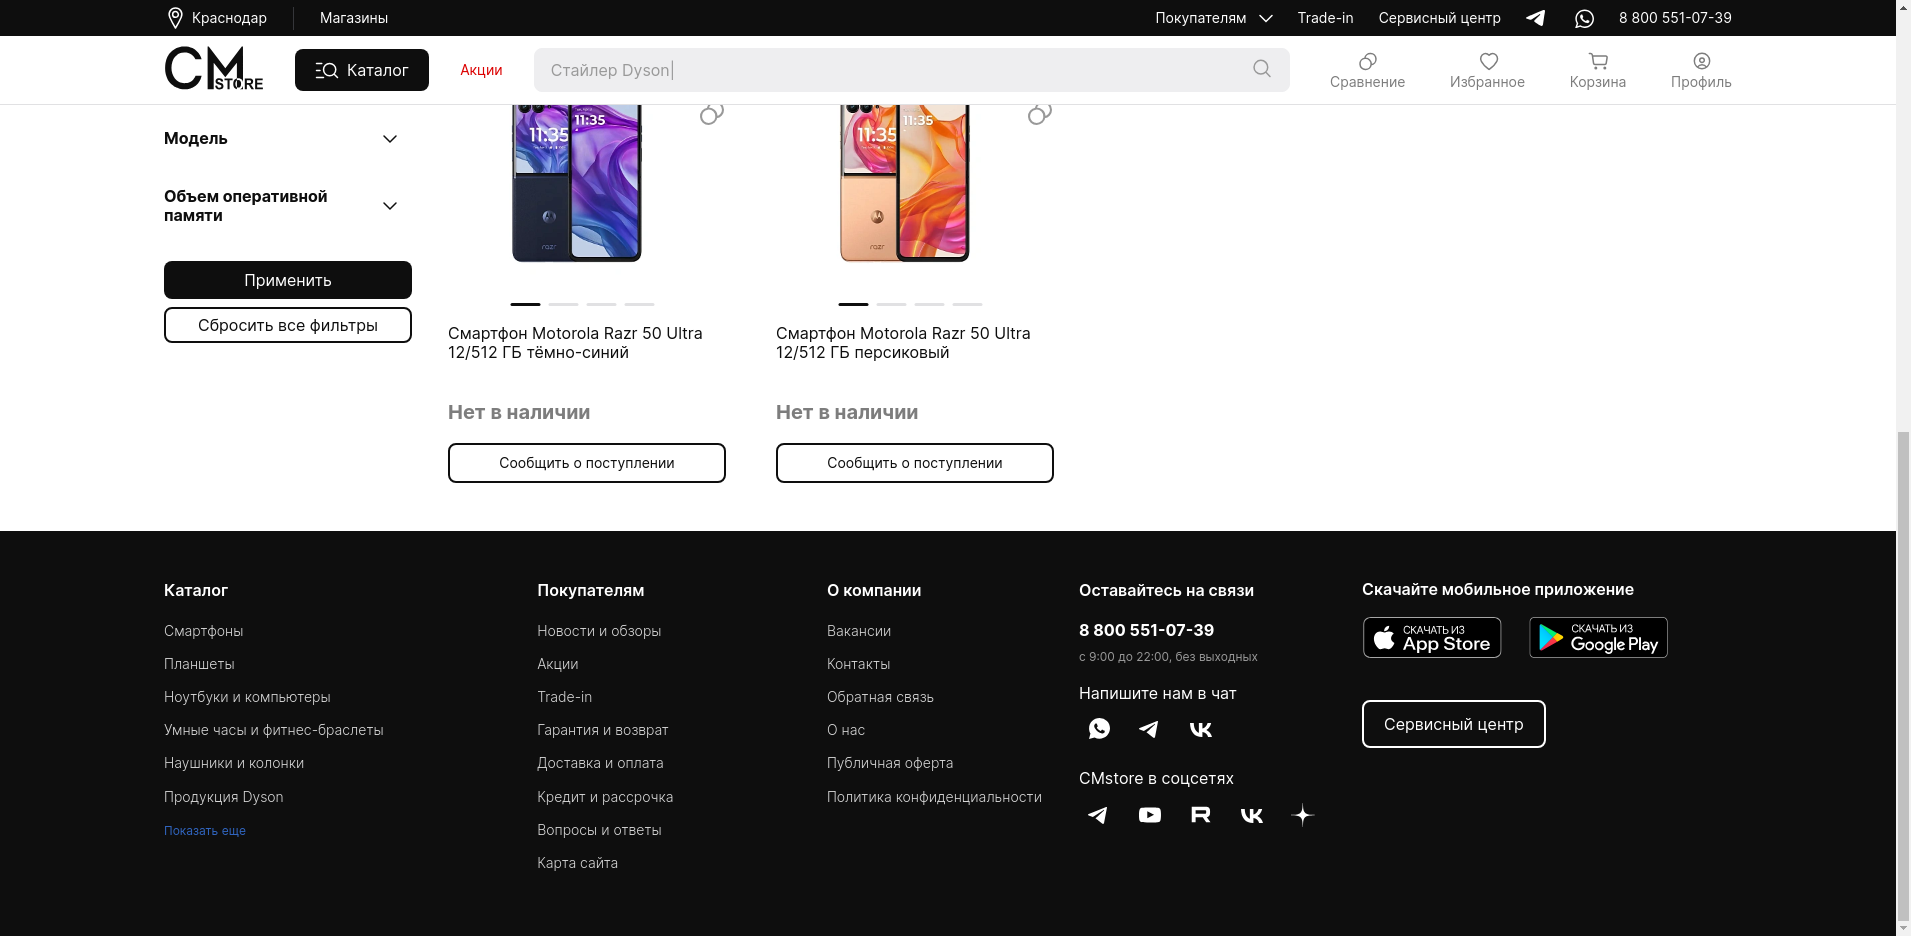 Краснодар
Магазины
Покупателям
Trade-in
Сервисный центр
8 800 551-07-39
CM STORE
Каталог
Акции
Стайлер Dyson|
Сравнение
Избранное
Корзина
Профиль
Модель
Объем оперативной
памяти
Применить
Сбросить все фильтры
11:35
11:35
razr
11:35
11:35
razr
Смартфон Motorola Razr 50 Ultra
12/512 ГБ тёмно-синий
Нет в наличии
Сообщить о поступлении
Смартфон Motorola Razr 50 Ultra
12/512 ГБ персиковый
Нет в наличии
Сообщить о поступлении
Каталог
Смартфоны
Планшеты
Ноутбуки и компьютеры
Умные часы и фитнес-браслеты
Наушники и колонки
Продукция Dyson
Показать еще
Покупателям
Новости и обзоры
Акции
Trade-in
Гарантия и возврат
Доставка и оплата
Кредит и рассрочка
Вопросы и ответы
Карта сайта
О компании
Вакансии
Контакты
Обратная связь
О нас
Публичная оферта
Политика конфиденциальности
Оставайтесь на связи
8 800 551-07-39
с 9:00 до 22:00, без выходных
Напишите нам в чат
CMstore в соцсетях
Скачайте мобильное приложение
СКАЧАТЬ ИЗ
App Store
СКАЧАТЬ ИЗ
Google Play
Сервисный центр